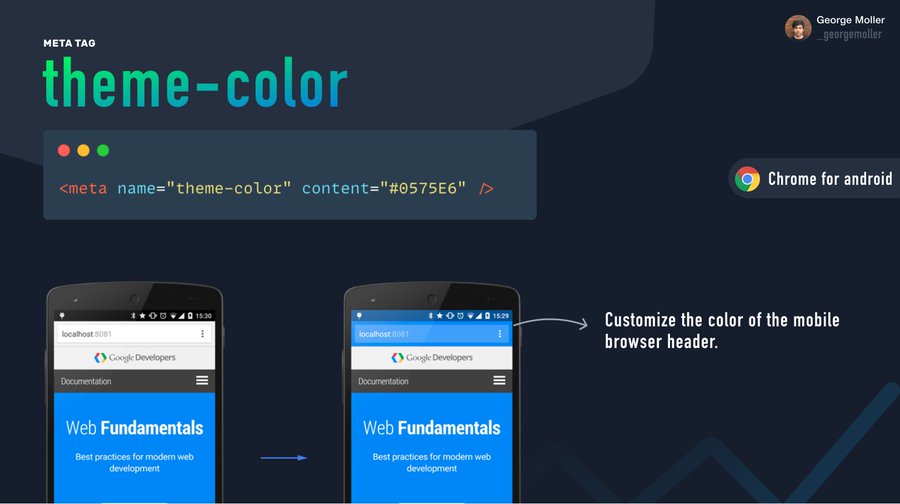 George Moller
_georgemoller
META TAG
theme-color
<meta name="theme-color" content="#0575E6" />
Chrome for android
15:30
localhost:8081
Google Developers
Documentation
Web Fundamentals
Best practices for modern web
development
15:29
localhost:8081
Google Developers
Documentation
Web Fundamentals
Best practices for modern web
development
Customize the color of the mobile
browser header.